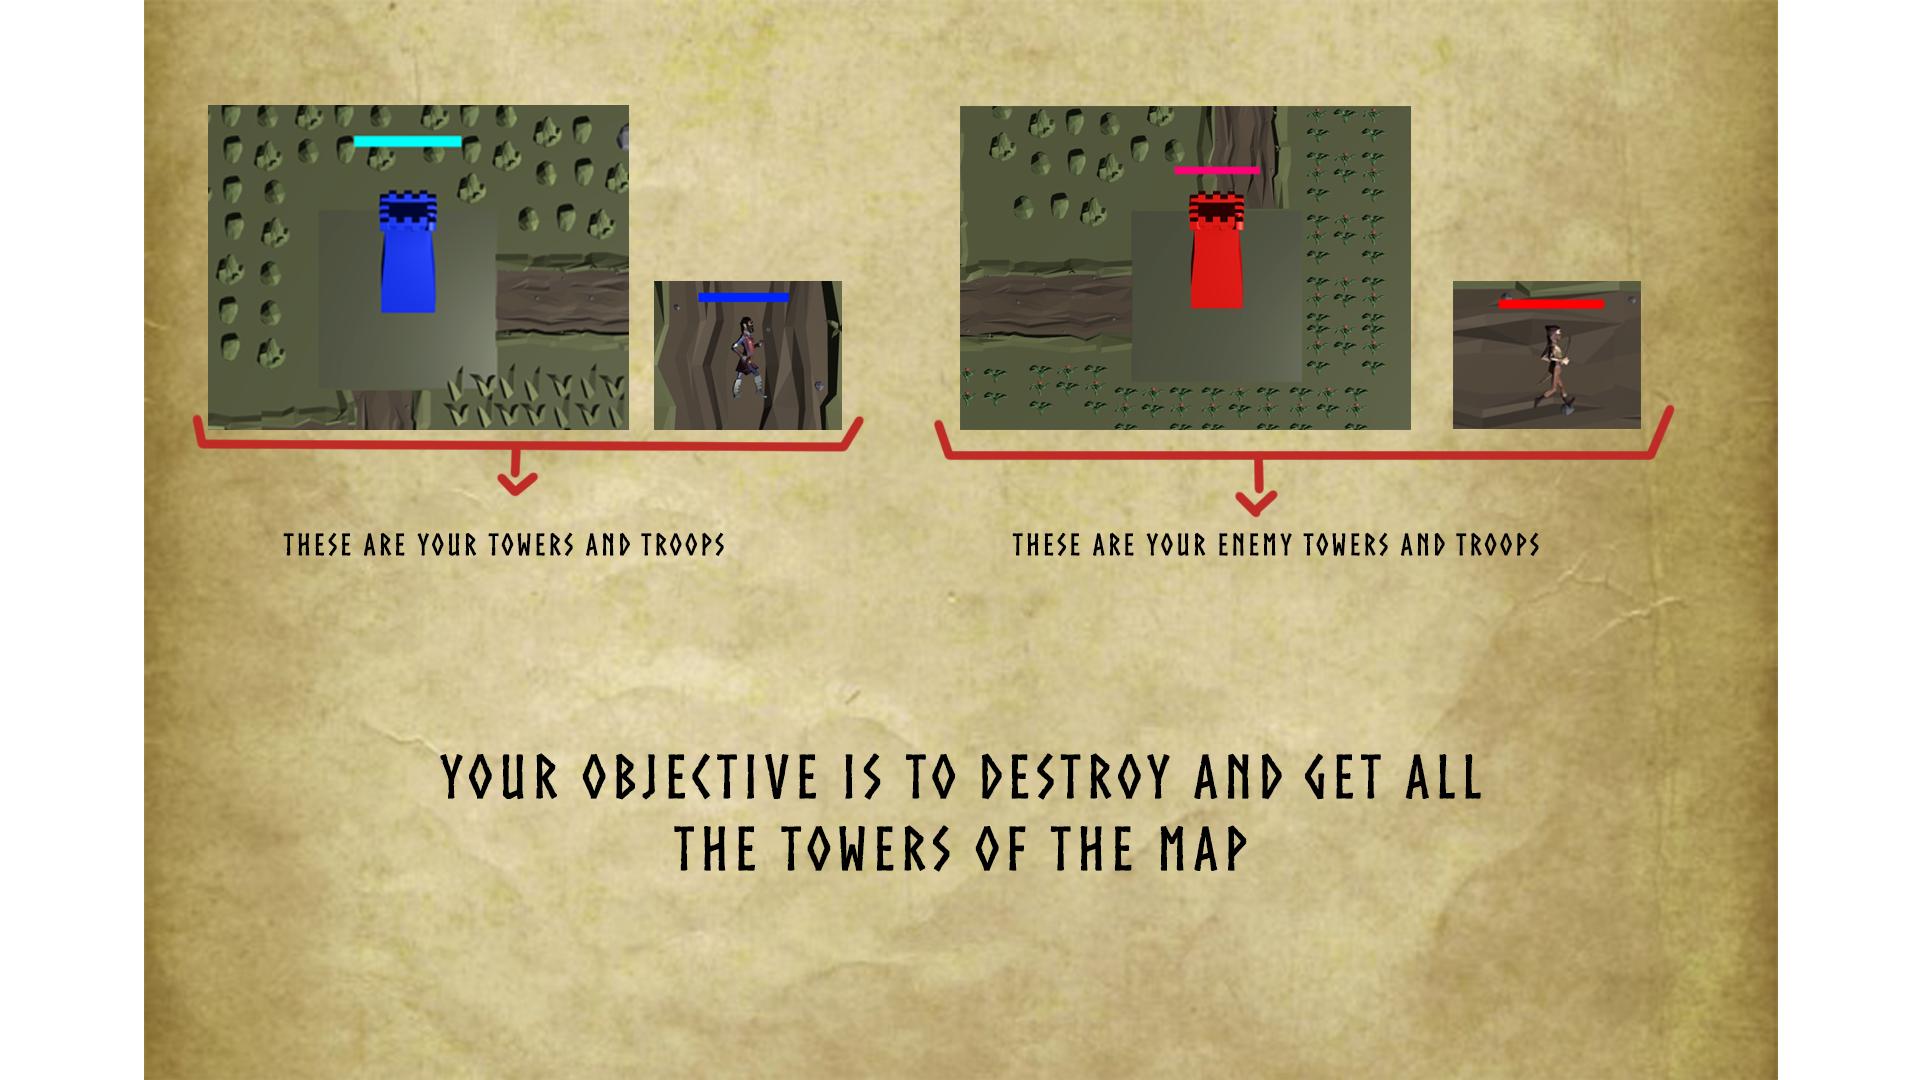 THESE ARE YOUR TOWERS AND TROOPS
THESE ARE YOUR ENEMY TOWERS AND TROOPS
YOUR OBJECTIVE IS TO DESTROY AND GET ALL
THE TOWERS OF THE MAP